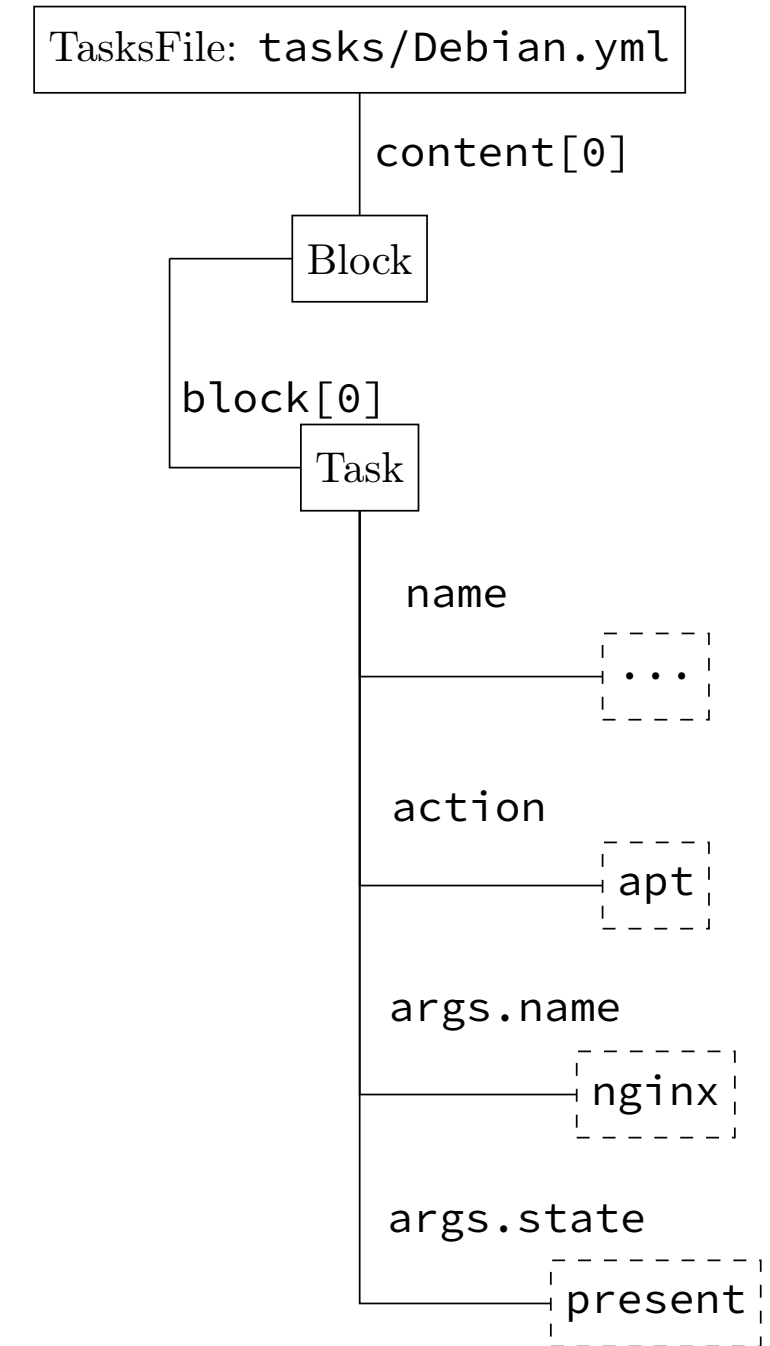 TasksFile: tasks/Debian.yml
content[0]
Block
block[0]
Task
name
...
action
apt
args.name
nginx
args.state
present